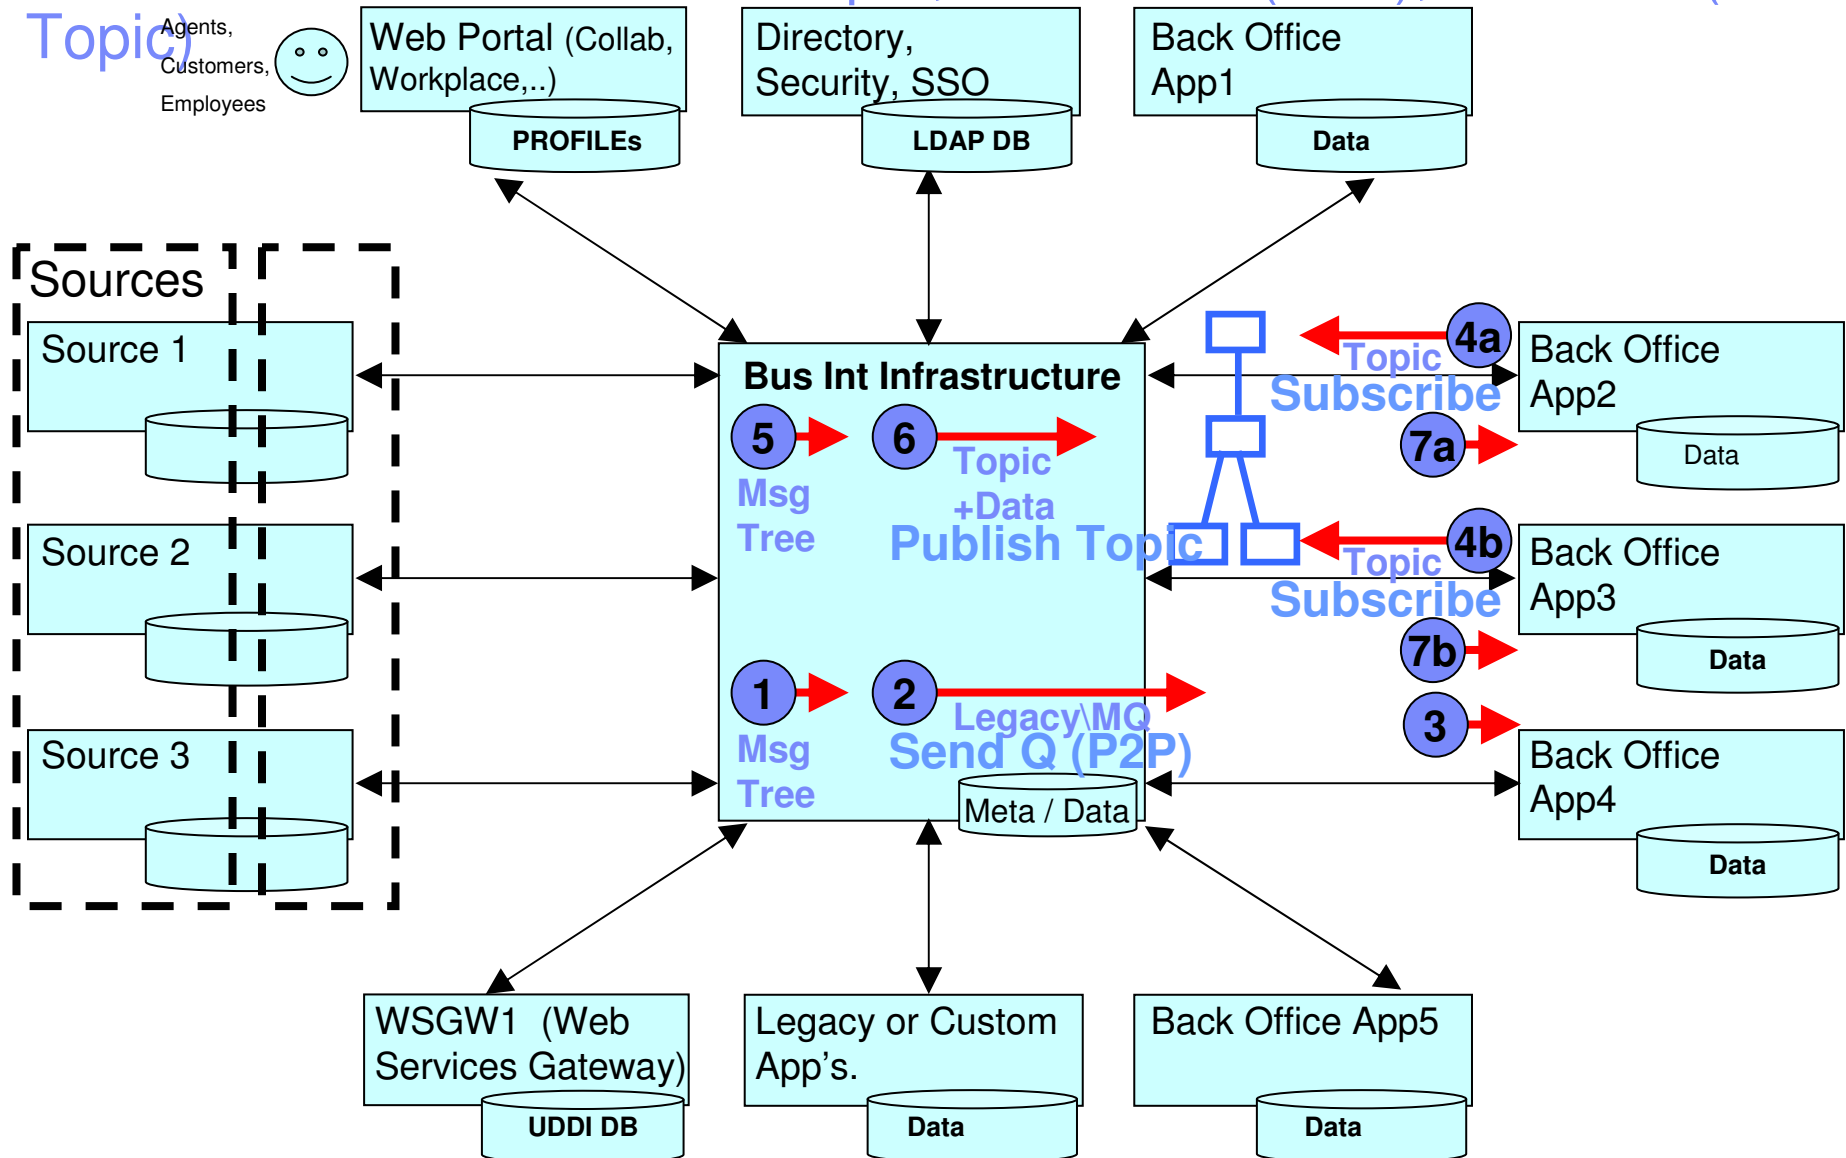 Topic)
Agents,
Customers,
Employees
Web Portal (Collab,
Workplace,..)
PROFILEs
Directory,
Security, SSO
LDAP DB
Back Office
App1
Data
Sources
Source 1
Source 2
Source 3
Bus Int Infrastructure
5
Msg
Tree
6
Topic
+Data
Publish Topic
1
Msg
Tree
2
Legacy\MQ
Send Q (P2P)
Meta / Data
4a
Topic
Subscribe
7a
4b
Topic
Subscribe
7b
3
Back Office
App2
Data
Back Office
App3
Data
Back Office
App4
Data
WSGW1 (Web
Services Gateway)
UDDI DB
Legacy or Custom
App's.
Data
Back Office App5
Data